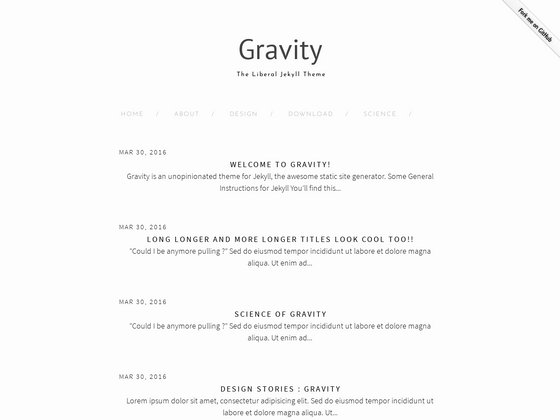 Fork me on GitHub
Gravity
The Liberal Jekyll Theme
HOME / ABOUT / DESIGN / DOWNLOAD / SCIENCE /
MAR 30, 2016
WELCOME TO GRAVITY!
Gravity is an unopinionated theme for Jekyll, the awesome static site generator. Some General
Instructions for Jekyll You'll find this...
MAR 30, 2016
LONG LONGER AND MORE LONGER TITLES LOOK COOL TOO!!
"Could I be anymore pulling ?" Sed do eiusmod tempor incididunt ut labore et dolore magna
aliqua. Ut enim ad...
MAR 30, 2016
SCIENCE OF GRAVITY
"Could I be anymore pulling ?" Sed do eiusmod tempor incididunt ut labore et dolore magna
aliqua. Ut enim ad...
MAR 30, 2016
DESIGN STORIES : GRAVITY
Lorem ipsum dolor sit amet, consectetur adipisicing elit. Sed do eiusmod tempor incididunt ut
labore et dolore magna aliqua. Ut...